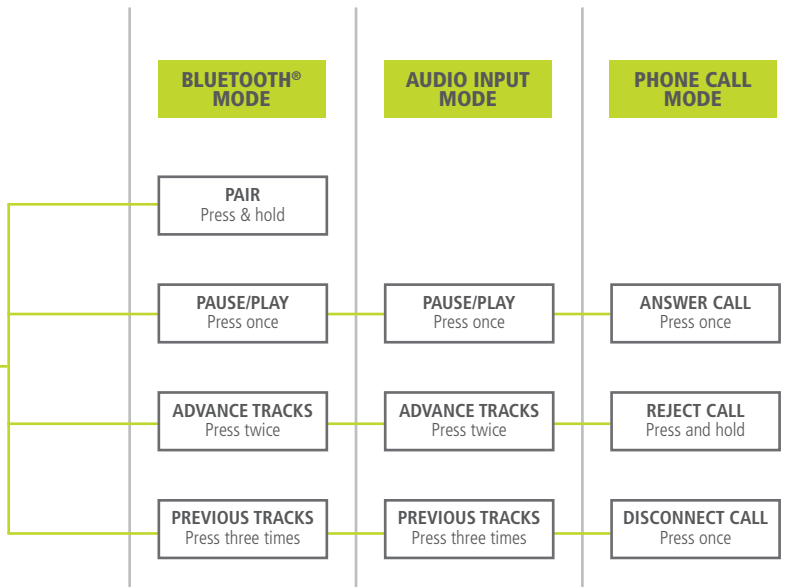 BLUETOOTH®
MODE
AUDIO INPUT
MODE
PHONE CALL
MODE
PAIR
Press & hold
PAUSE/PLAY
Press once
PAUSE/PLAY
Press once
ANSWER CALL
Press once
ADVANCE TRACKS
Press twice
ADVANCE TRACKS
Press twice
REJECT CALL
Press and hold
PREVIOUS TRACKS
Press three times
PREVIOUS TRACKS
Press three times
DISCONNECT CALL
Press once